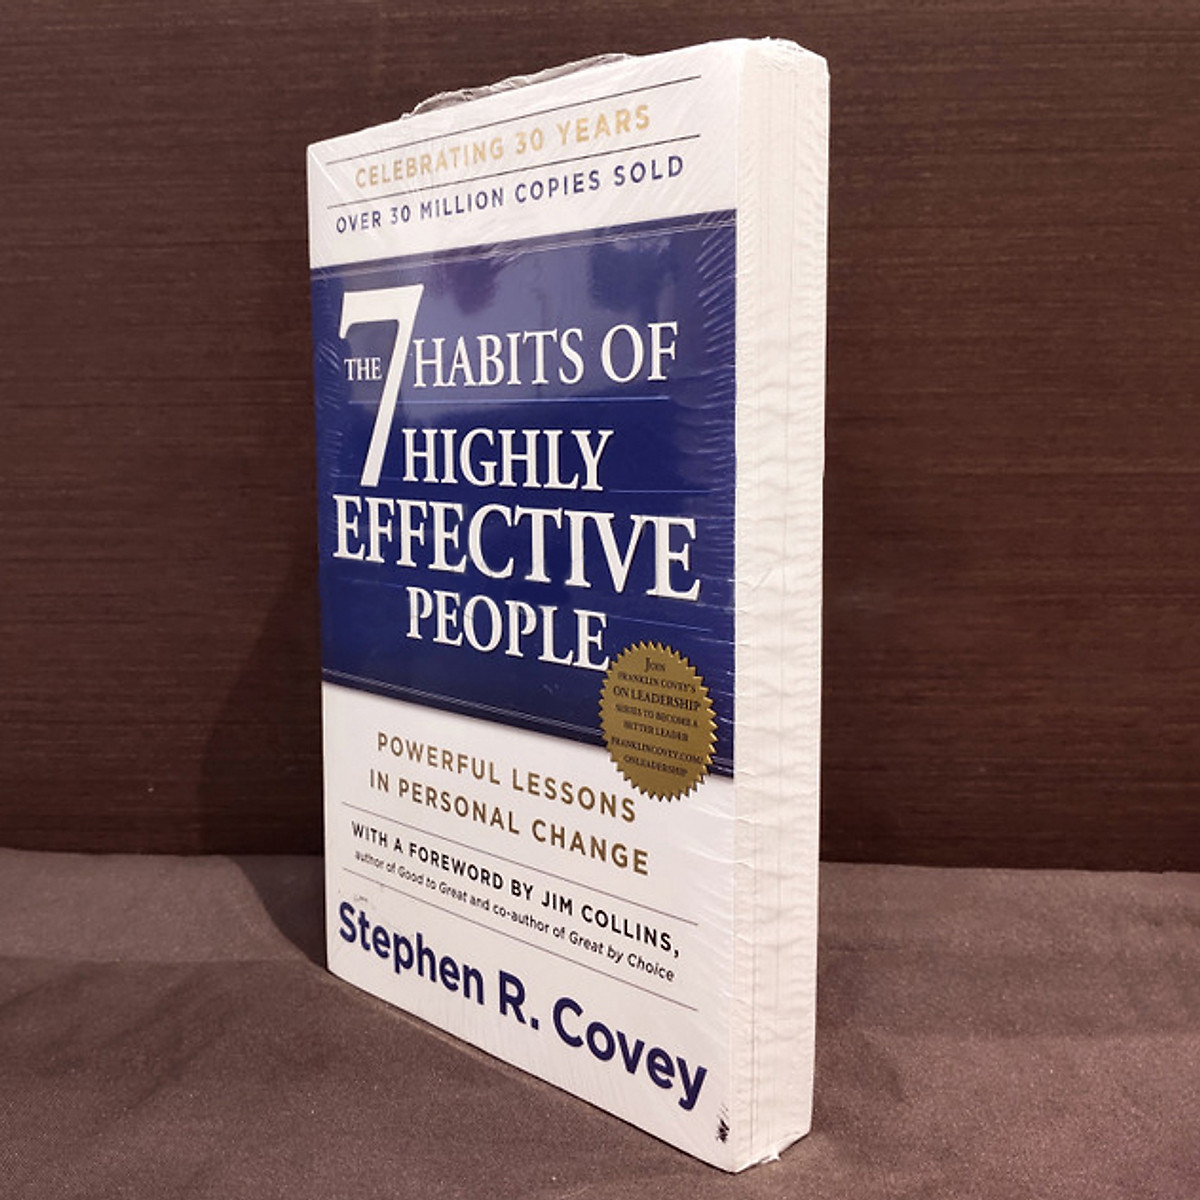 CELEBRATING 30 YEARS
OVER 30 MILLION COPIES SOLD
THE 7 HABITS OF
HIGHLY
EFFECTIVE
PEOPLE
JOIN
FRANKLIN COVEY'S
ON LEADERSHIP
SERIES TO BECOME A
BETTER LEADER
FRANKLINCOVEY.COM/
ONLEADERSHIP
POWERFUL LESSONS
IN PERSONAL CHANGE
WITH A FOREWORD BY JIM COLLINS,
author of Good to Great and co-author of Great by Choice
Stephen R. Covey